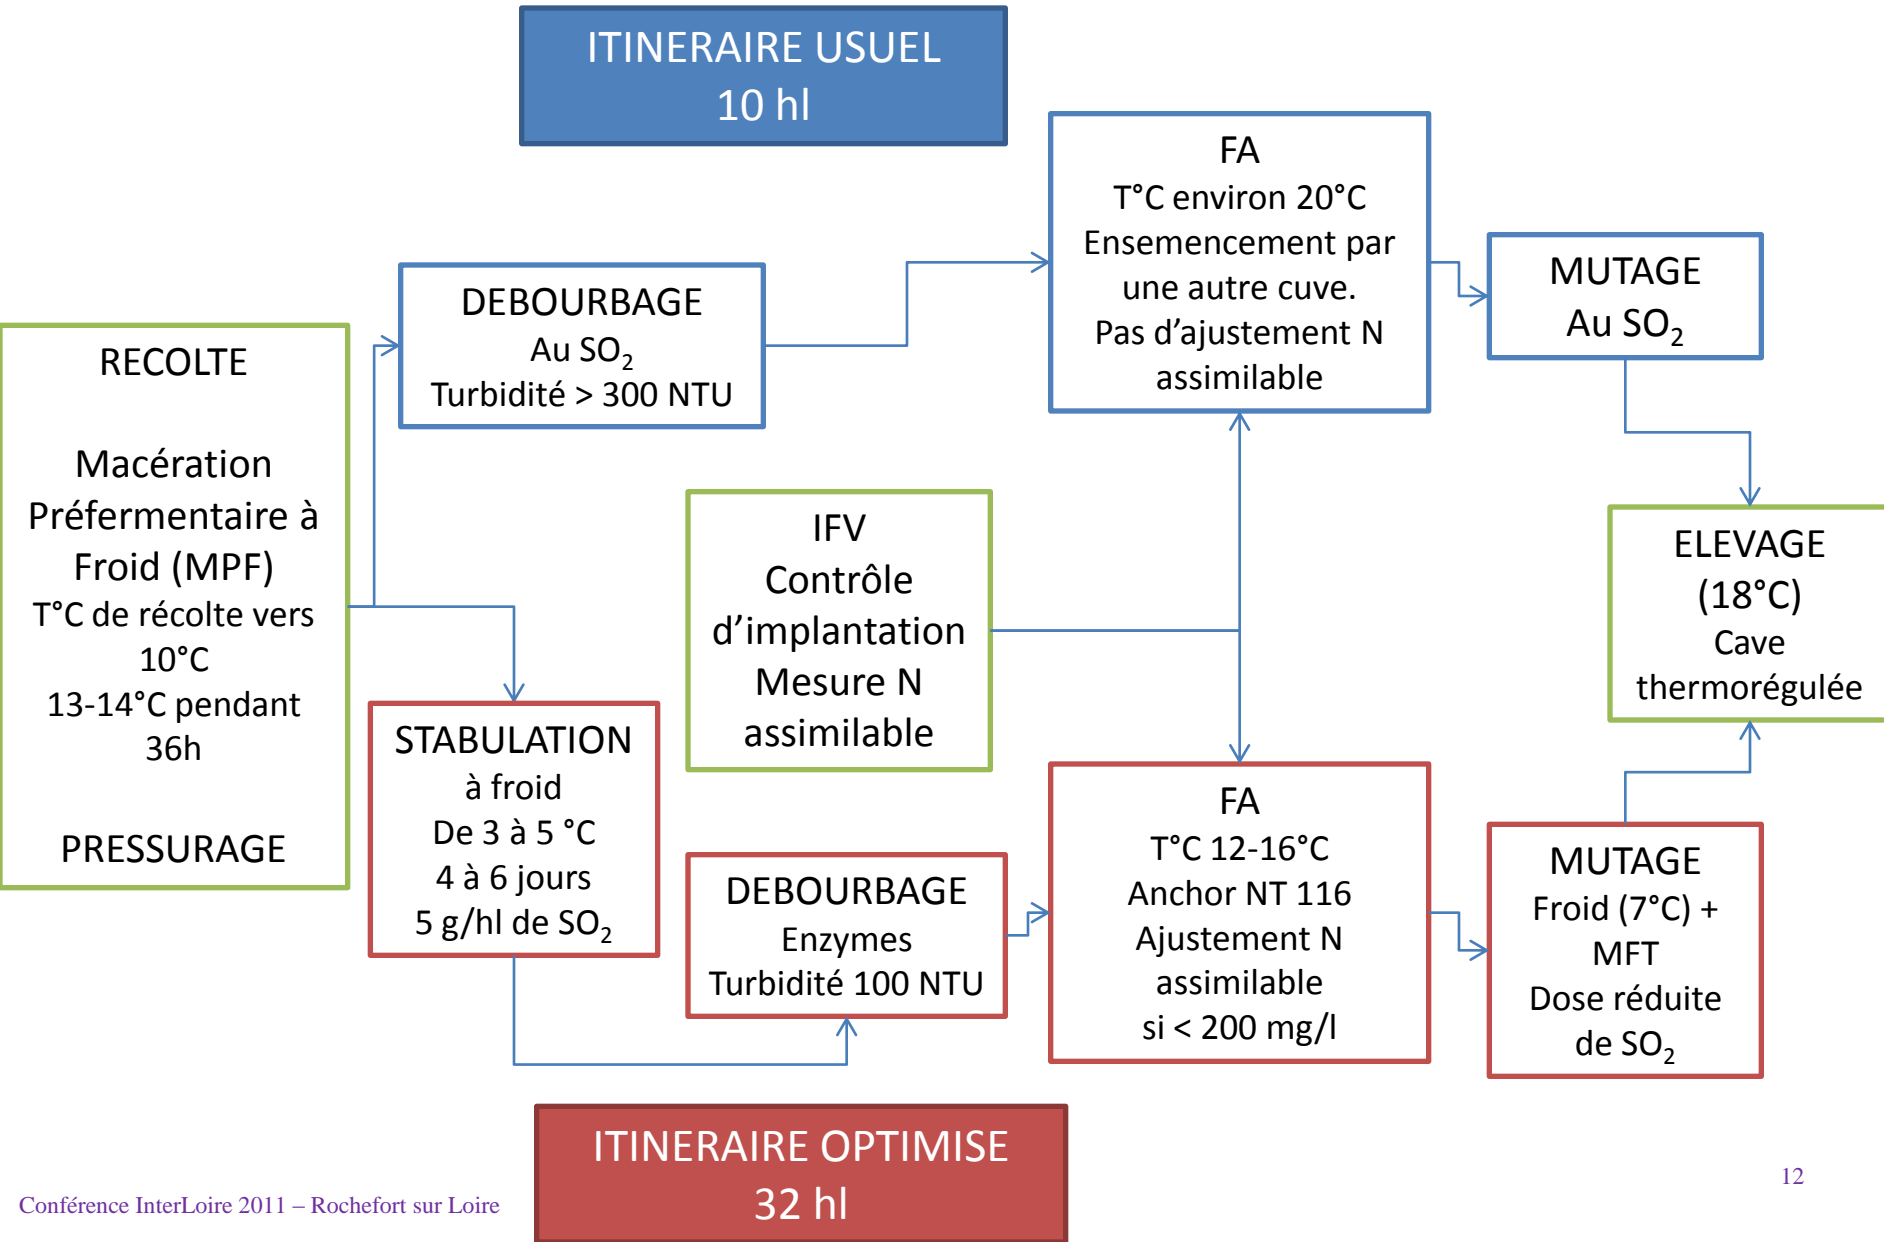 ITINERAIRE USUEL
10 hl
RECOLTE
Macération
Préfermentaire à
Froid (MPF)
T°C de récolte vers
10°C
13-14°C pendant
36h
PRESSURAGE
DEBOURBAGE
Au SO₂
Turbidité > 300 NTU
FA
T°C environ 20°C
Ensemencement par
une autre cuve.
Pas d’ajustement N
assimilable
MUTAGE
Au SO₂
IFV
Contrôle
d’implantation
Mesure N
assimilable
ELEVAGE
(18°C)
Cave
thermorégulée
STABULATION
à froid
De 3 à 5 °C
4 à 6 jours
5 g/hl de SO₂
DEBOURBAGE
Enzymes
Turbidité 100 NTU
FA
T°C 12-16°C
Anchor NT 116
Ajustement N
assimilable
si < 200 mg/l
MUTAGE
Froid (7°C) +
MFT
Dose réduite
de SO₂
ITINERAIRE OPTIMISE
32 hl
Conférence InterLoire 2011 – Rochefort sur Loire
12